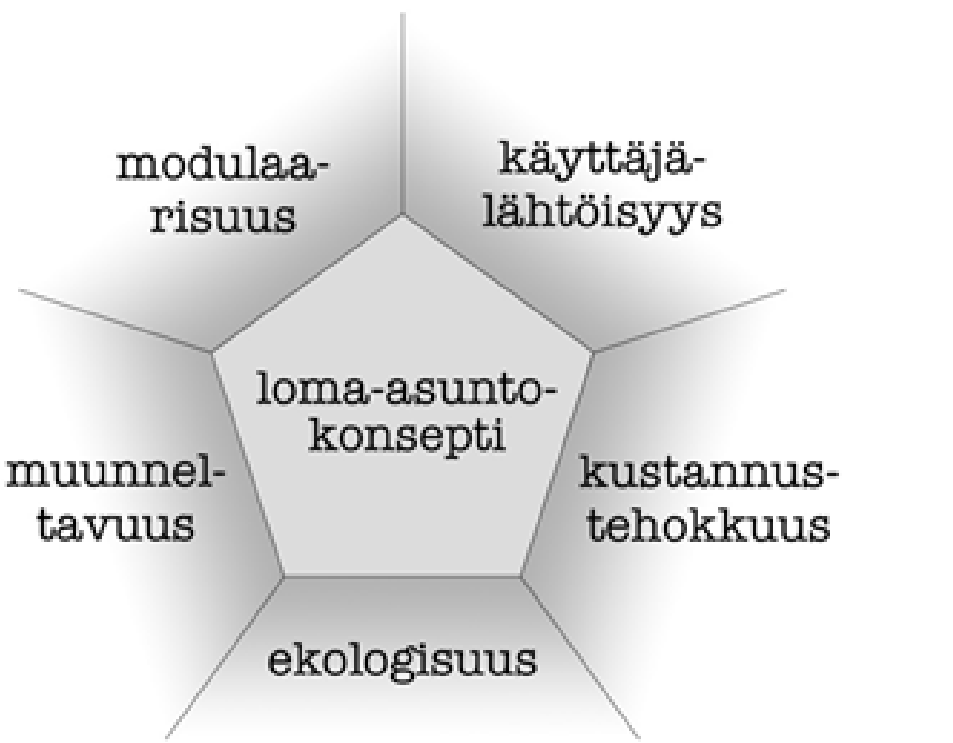 modulaa-
risuus
käyttäjä-
lähtöisyys
loma-asunto-
konsepti
muunnel-
tavuus
kustannus-
tehokkuus
ekologisuus